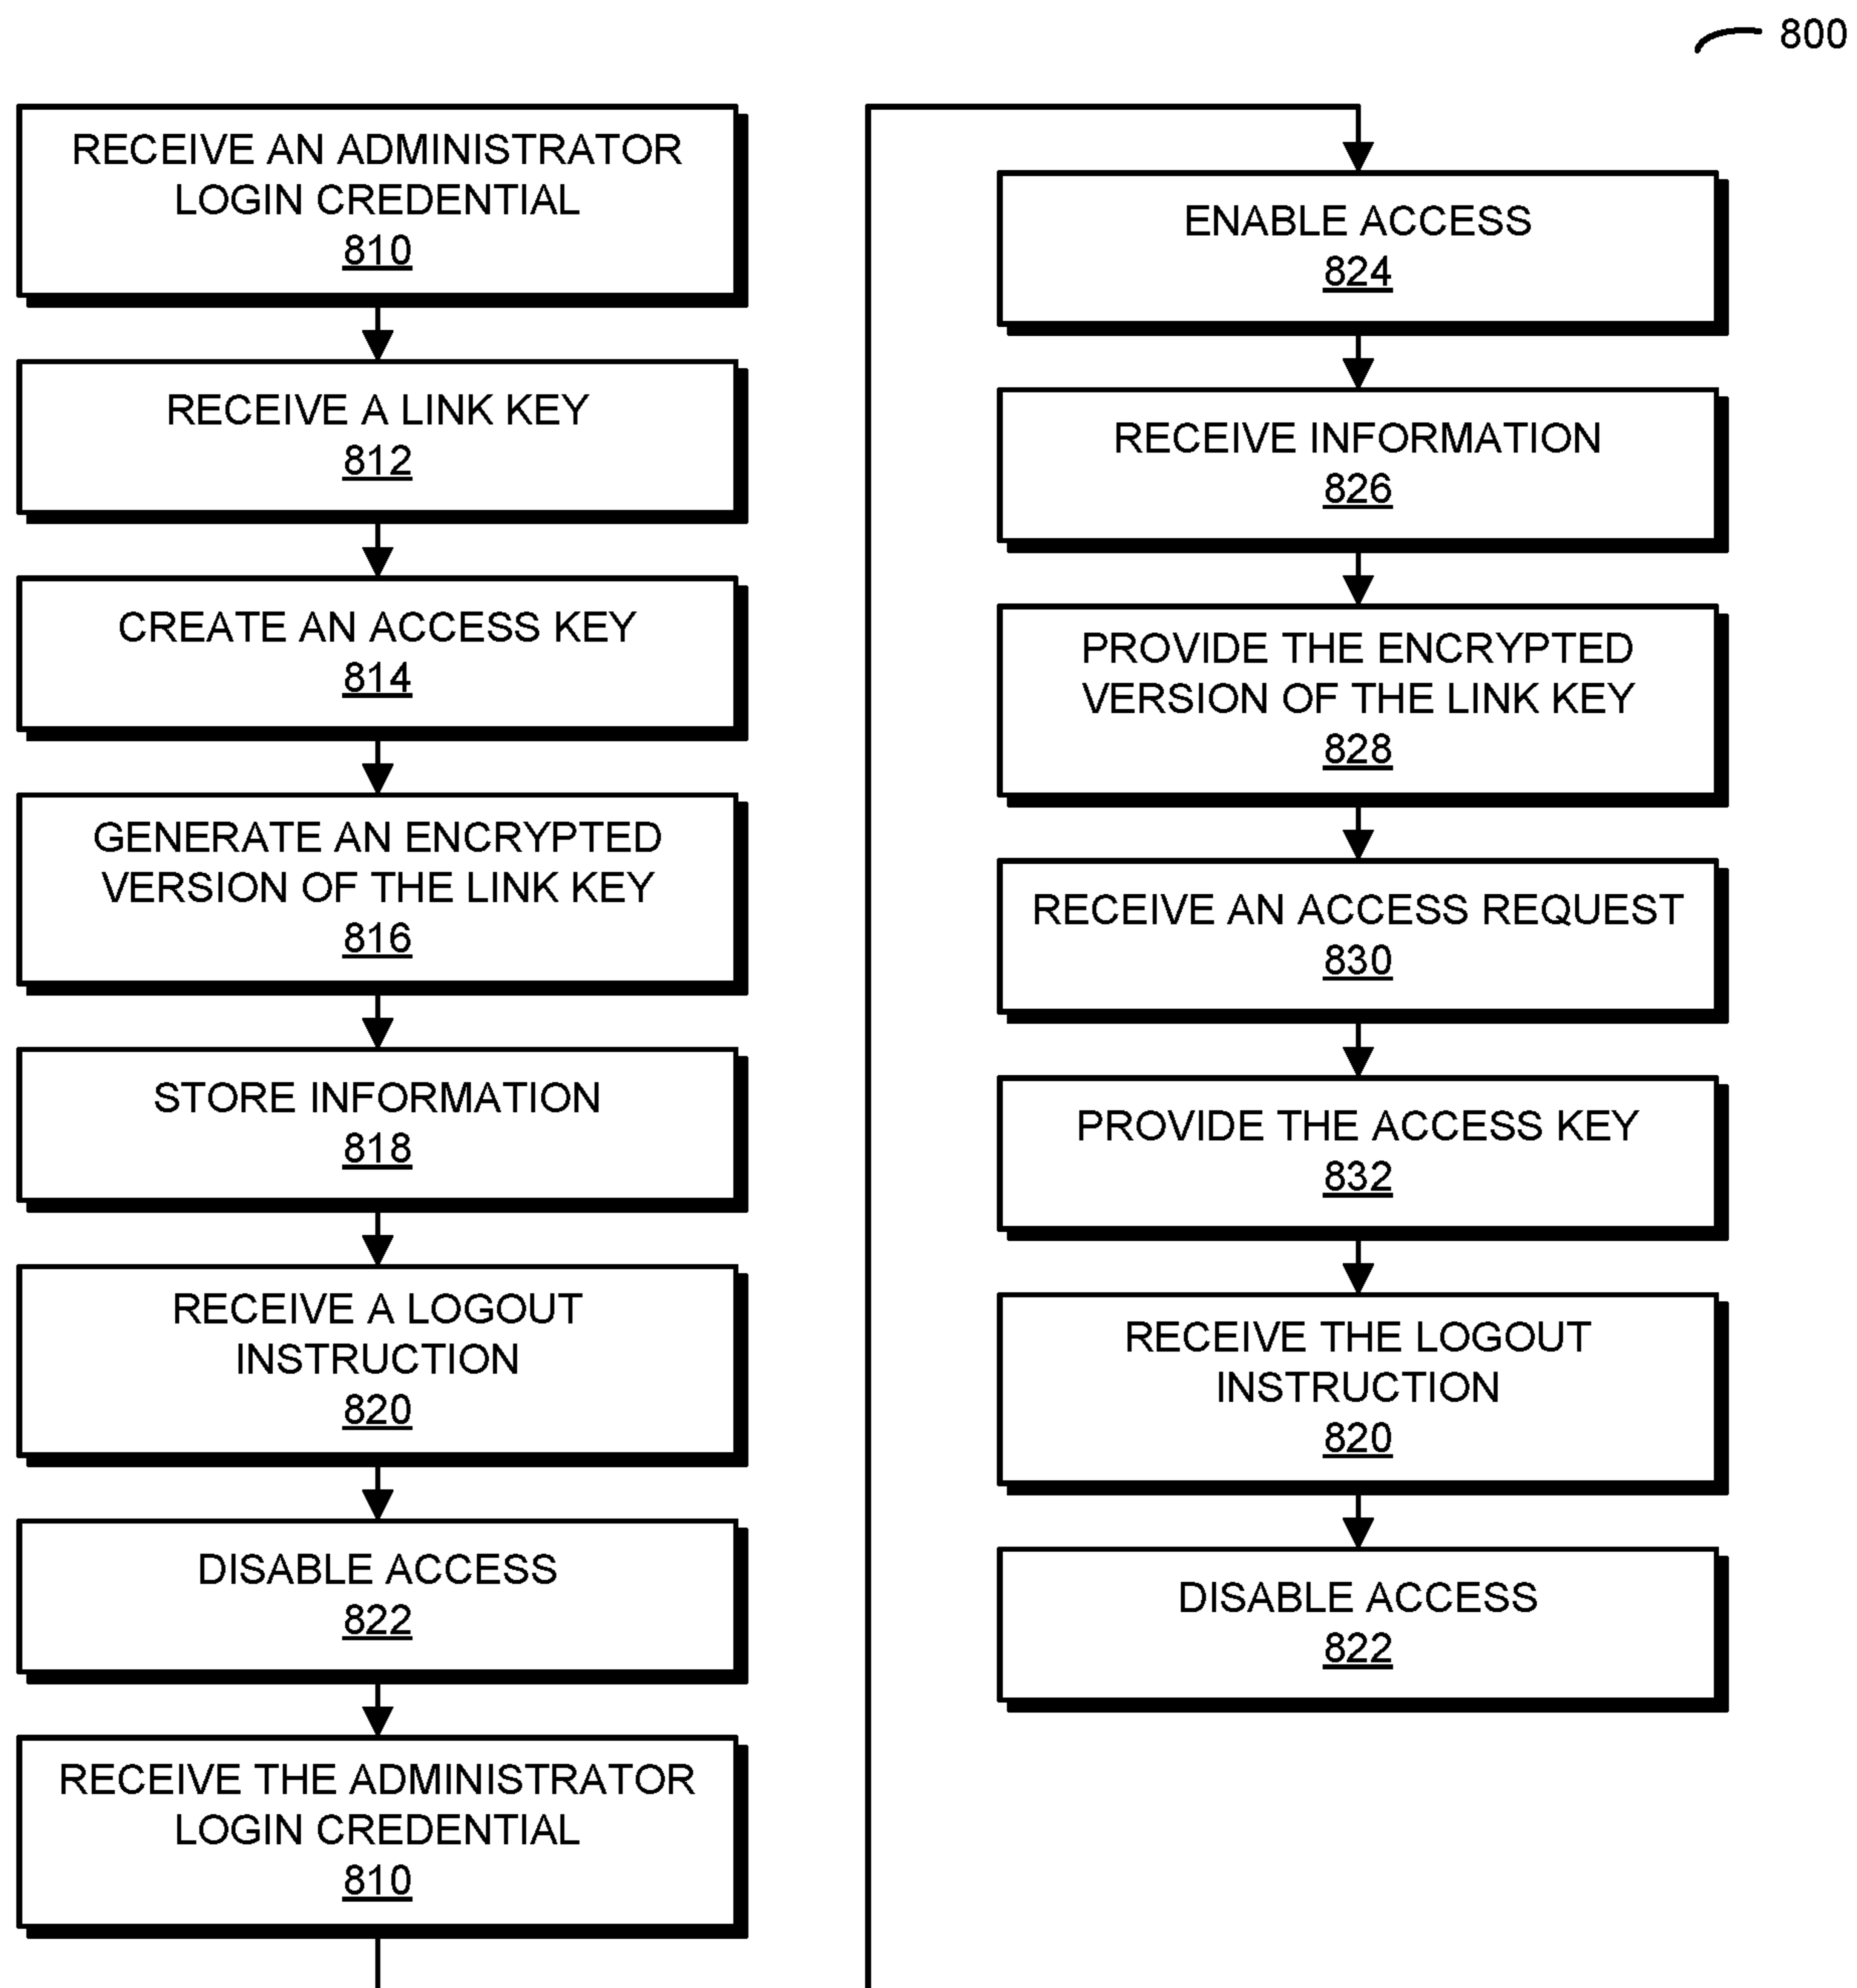 800
RECEIVE AN ADMINISTRATOR
LOGIN CREDENTIAL
810
RECEIVE A LINK KEY
812
CREATE AN ACCESS KEY
814
GENERATE AN ENCRYPTED
VERSION OF THE LINK KEY
816
STORE INFORMATION
818
RECEIVE A LOGOUT
INSTRUCTION
820
DISABLE ACCESS
822
RECEIVE THE ADMINISTRATOR
LOGIN CREDENTIAL
810
ENABLE ACCESS
824
RECEIVE INFORMATION
826
PROVIDE THE ENCRYPTED
VERSION OF THE LINK KEY
828
RECEIVE AN ACCESS REQUEST
830
PROVIDE THE ACCESS KEY
832
RECEIVE THE LOGOUT
INSTRUCTION
820
DISABLE ACCESS
822